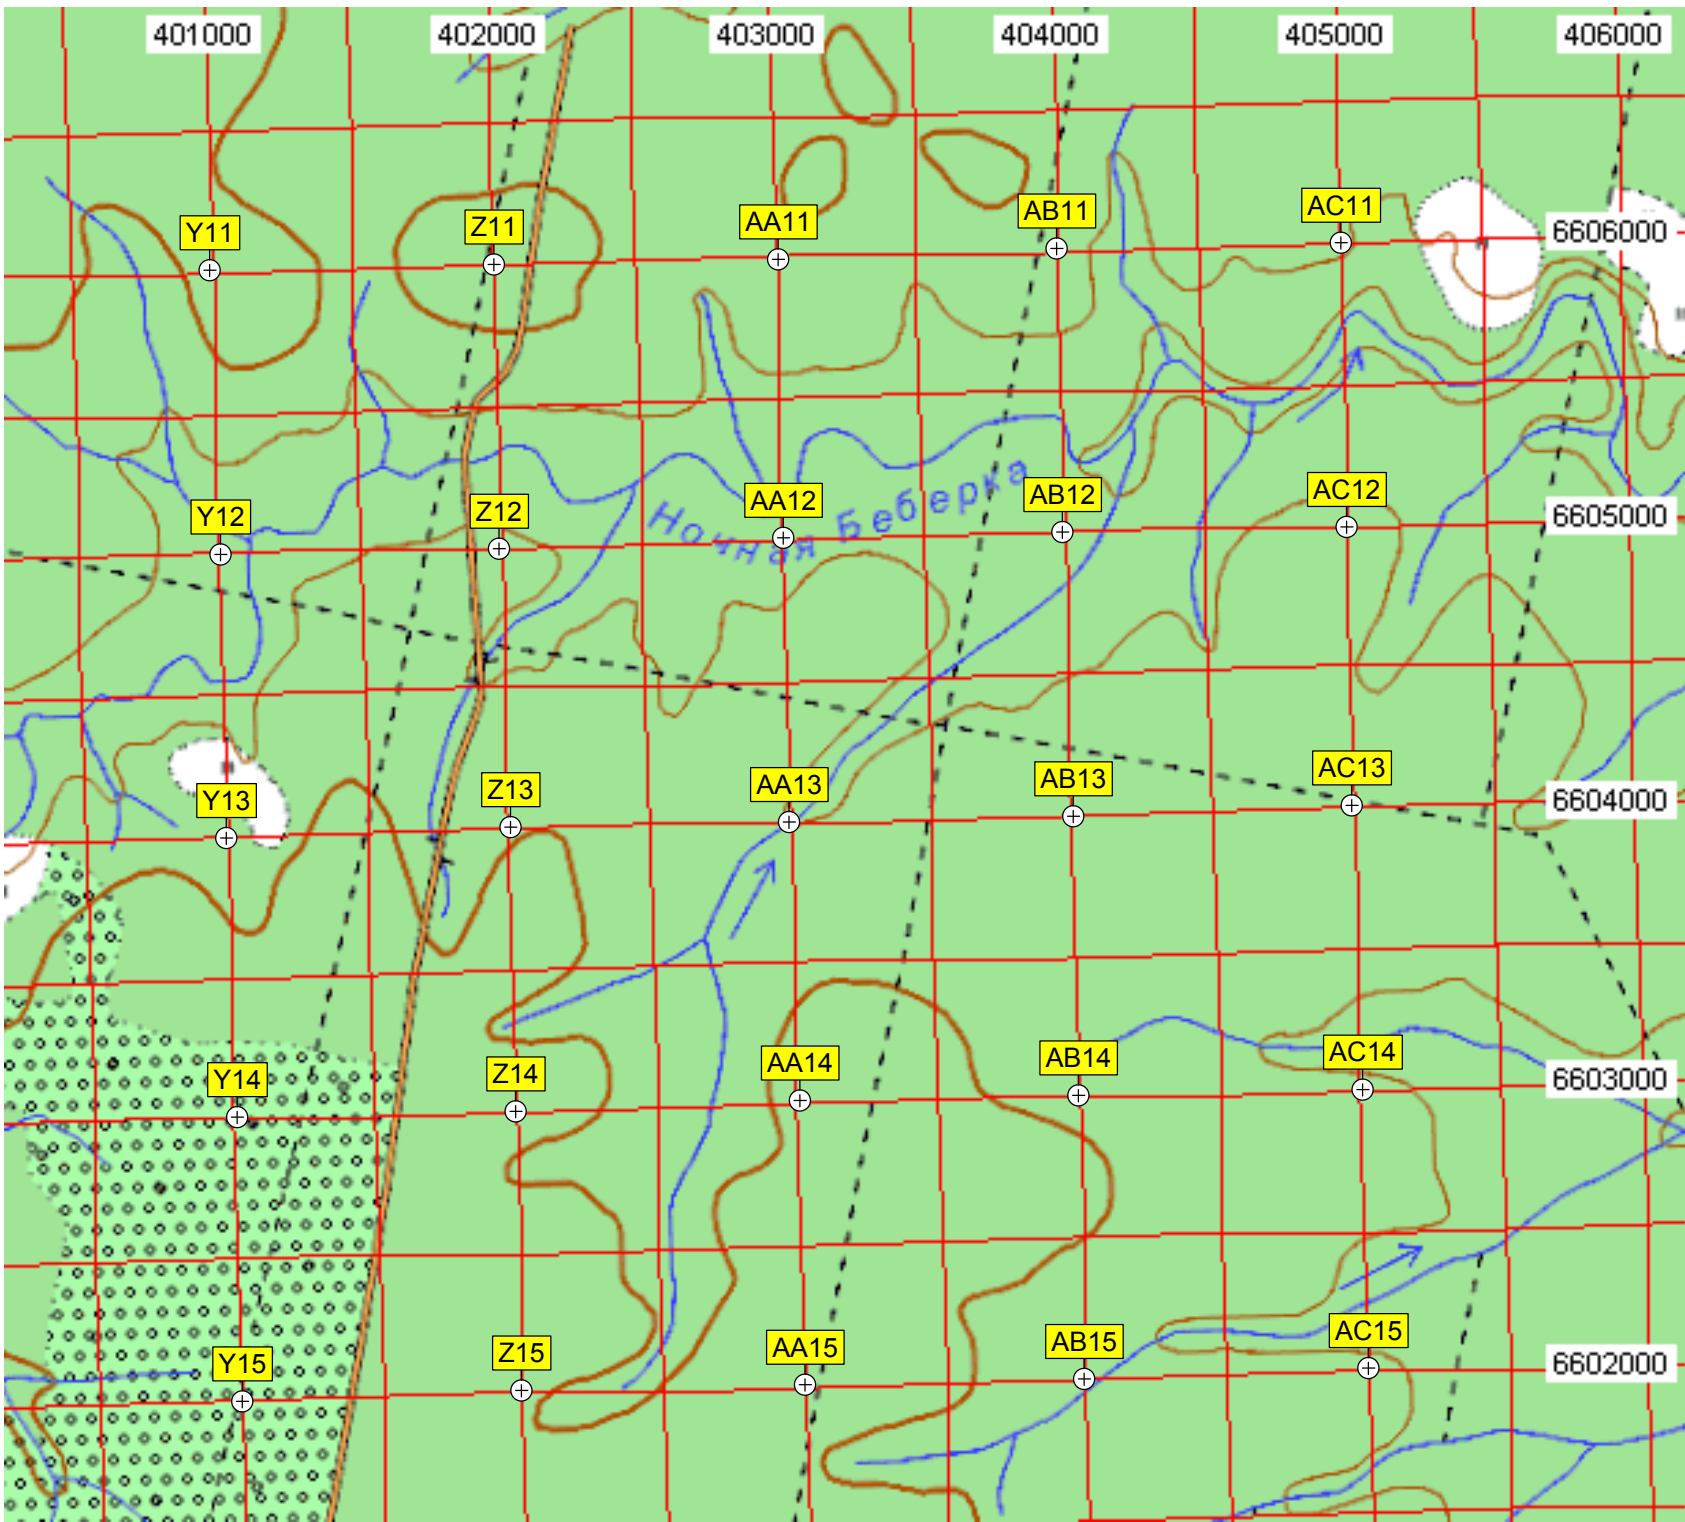 401000 402000 403000 404000 405000 406000
Y11 Z11 AA11 AB11 AC11 6606000
Y12 Z12 AA12 AB12 AC12 6605000
Ночная Беберка
Y13 Z13 AA13 AB13 AC13 6604000
Y14 Z14 AA14 AB14 AC14 6603000
Y15 Z15 AA15 AB15 AC15 6602000